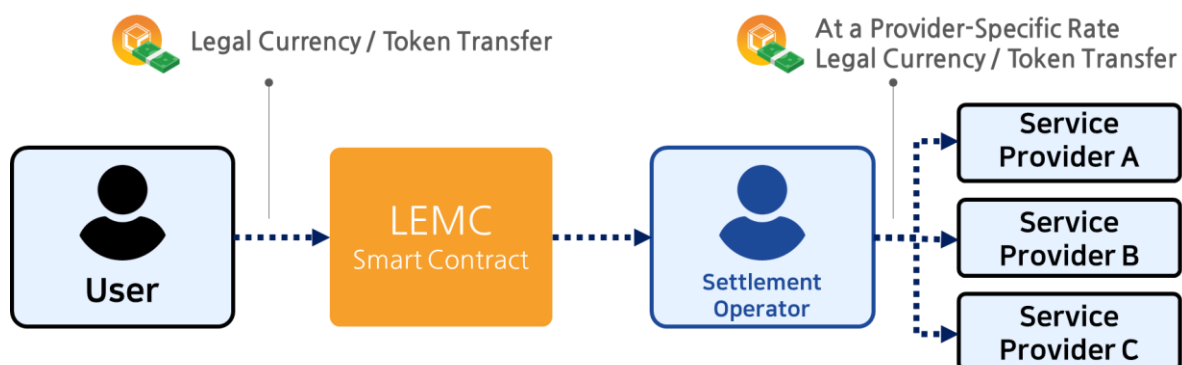 Legal Currency / Token Transfer
At a Provider-Specific Rate
Legal Currency / Token Transfer
User
LEMC
Smart Contract
Settlement
Operator
Service
Provider A
Service
Provider B
Service
Provider C